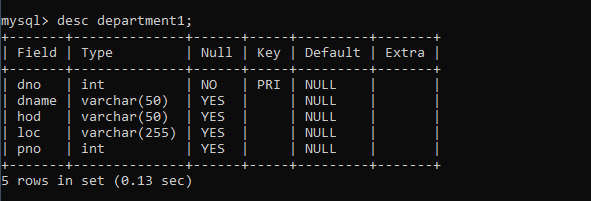 mysql> desc department1;
+-------+--------------+------+-----+---------+-------+
| Field | Type         | Null | Key | Default | Extra |
+-------+--------------+------+-----+---------+-------+
| dno   | int          | NO   | PRI | NULL    |       |
| dname | varchar(50)  | YES  |     | NULL    |       |
| hod   | varchar(50)  | YES  |     | NULL    |       |
| loc   | varchar(255) | YES  |     | NULL    |       |
| pno   | int          | YES  |     | NULL    |       |
+-------+--------------+------+-----+---------+-------+
5 rows in set (0.13 sec)